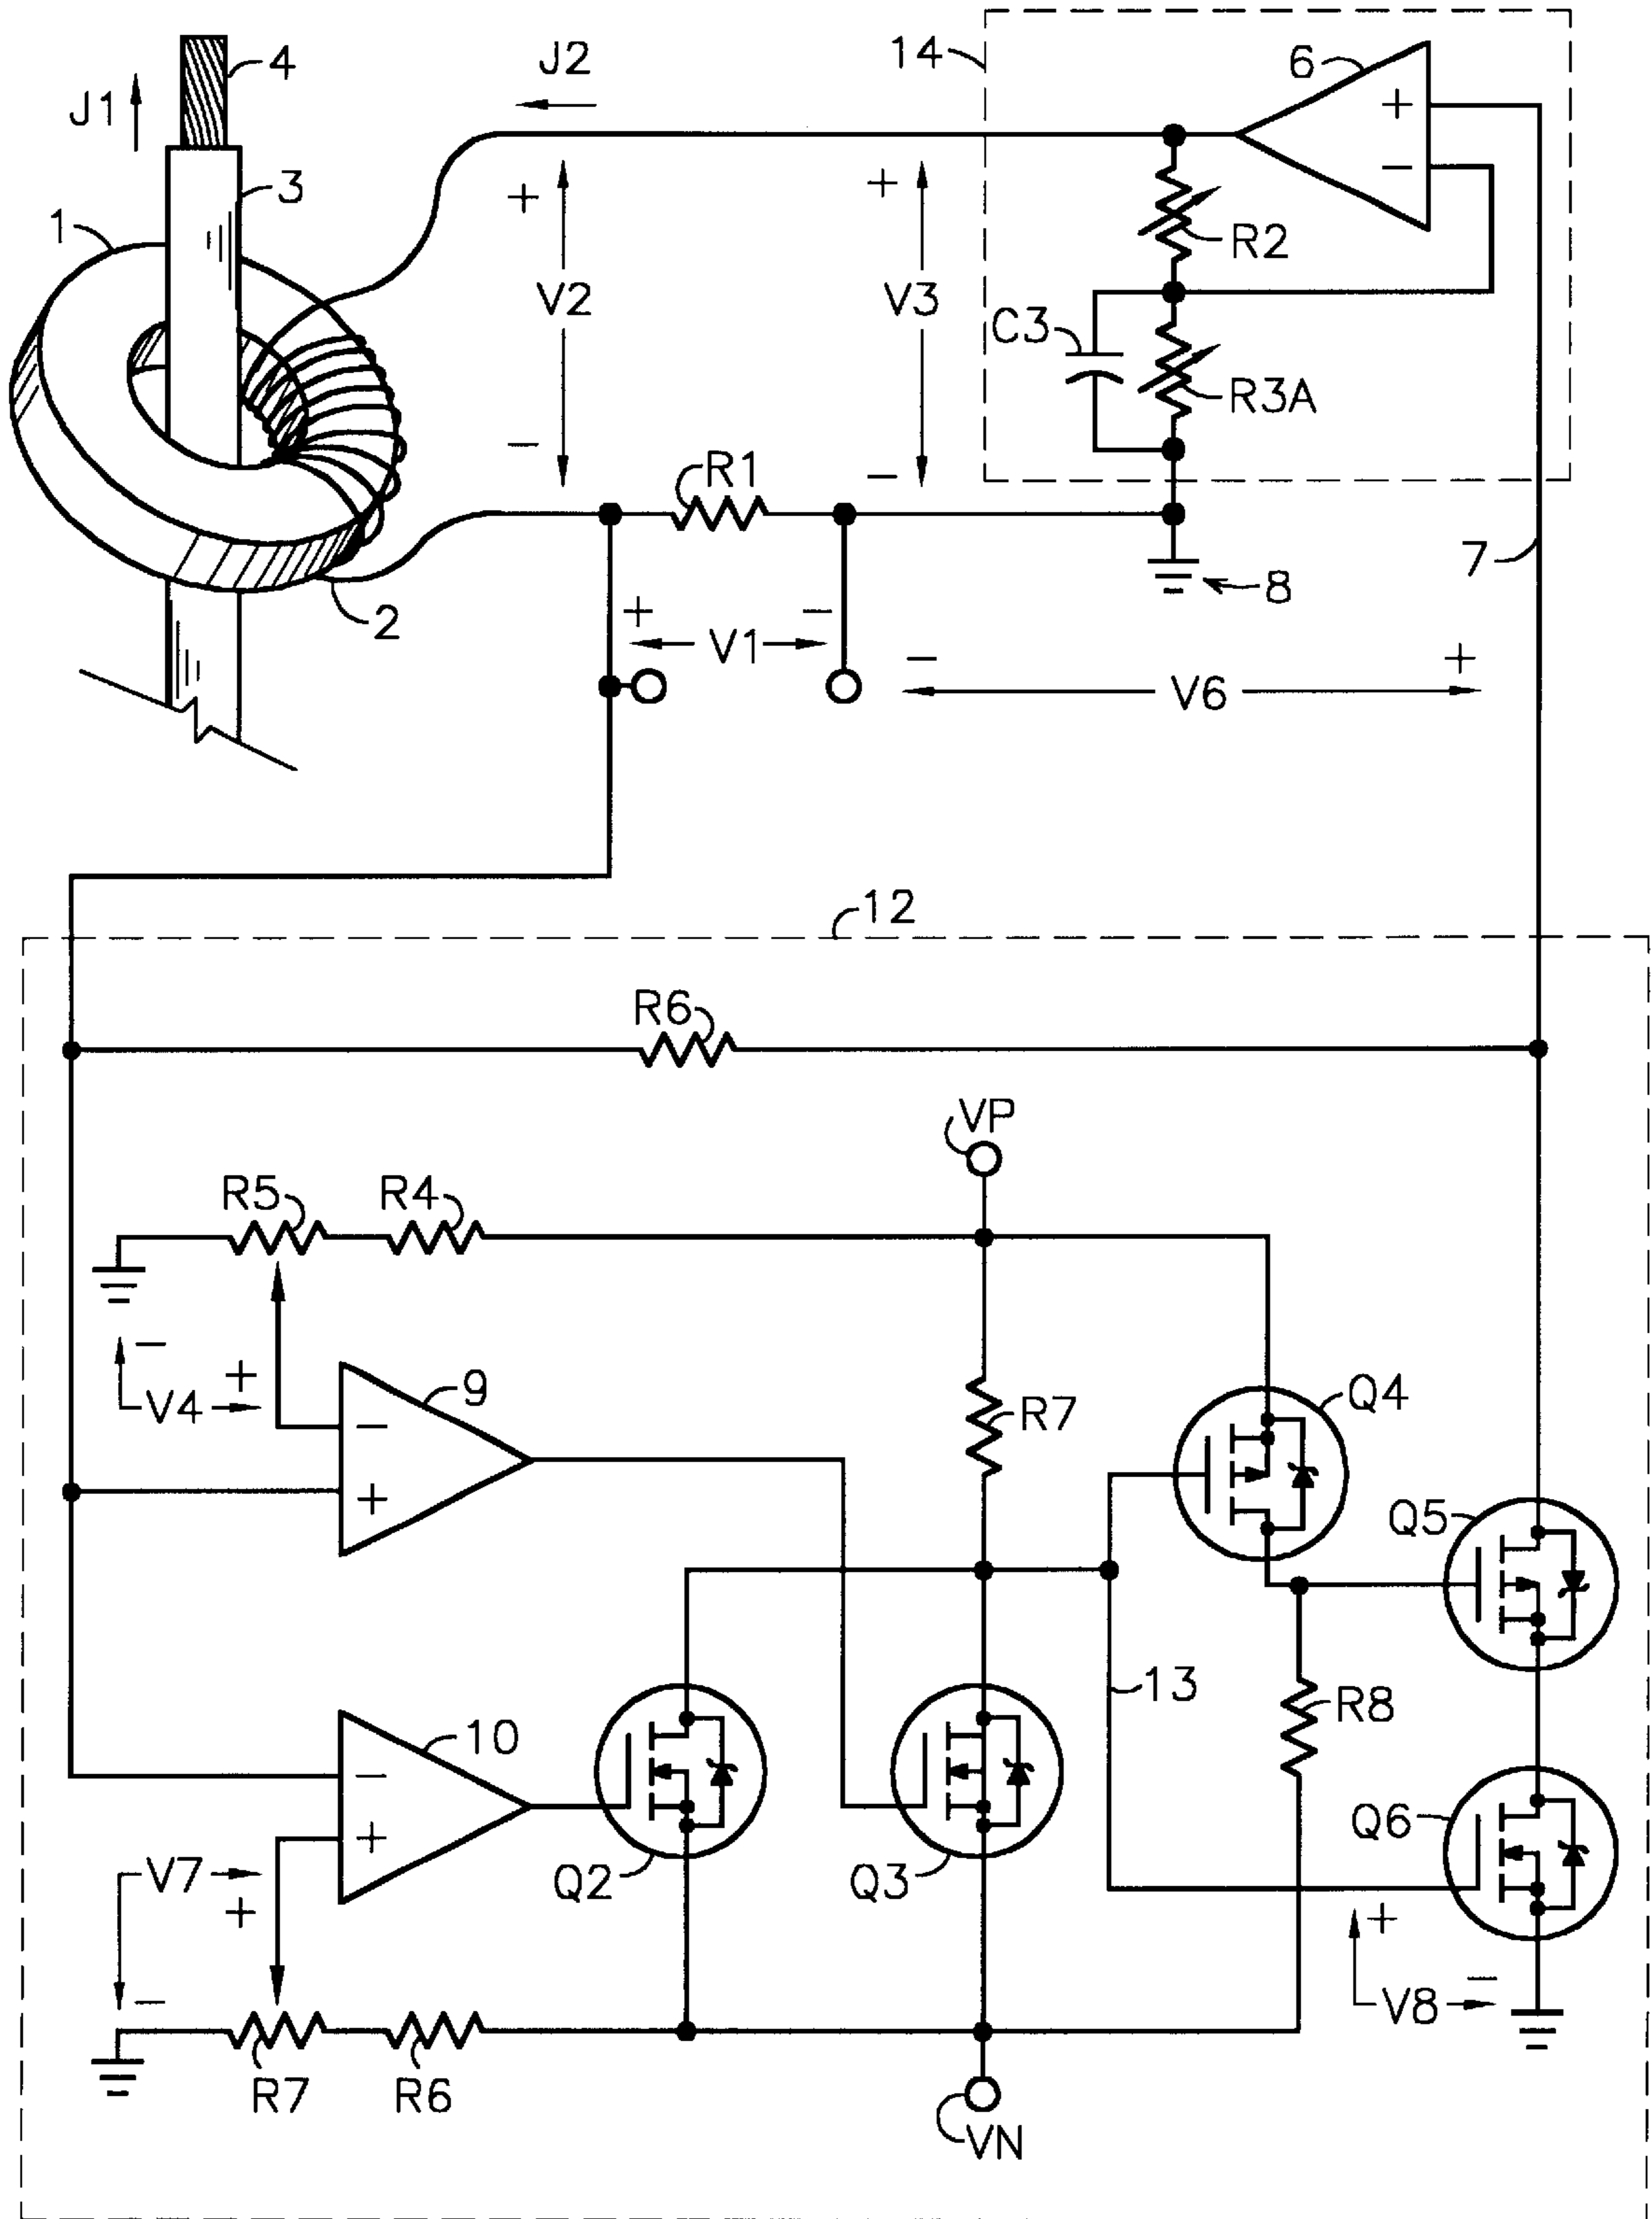 4
J1
3
1
J2
14
6
+
−
R2
C3
R3A
+
V2
−
+
V3
−
R1
8
7
2
+
V1
−
−
V6
+
12
R6
VP
R5
R4
−
V4
+
9
−
+
R7
Q4
Q5
10
−
+
13
R8
Q6
V7
+
−
Q2
Q3
+
V8
−
R7
R6
VN